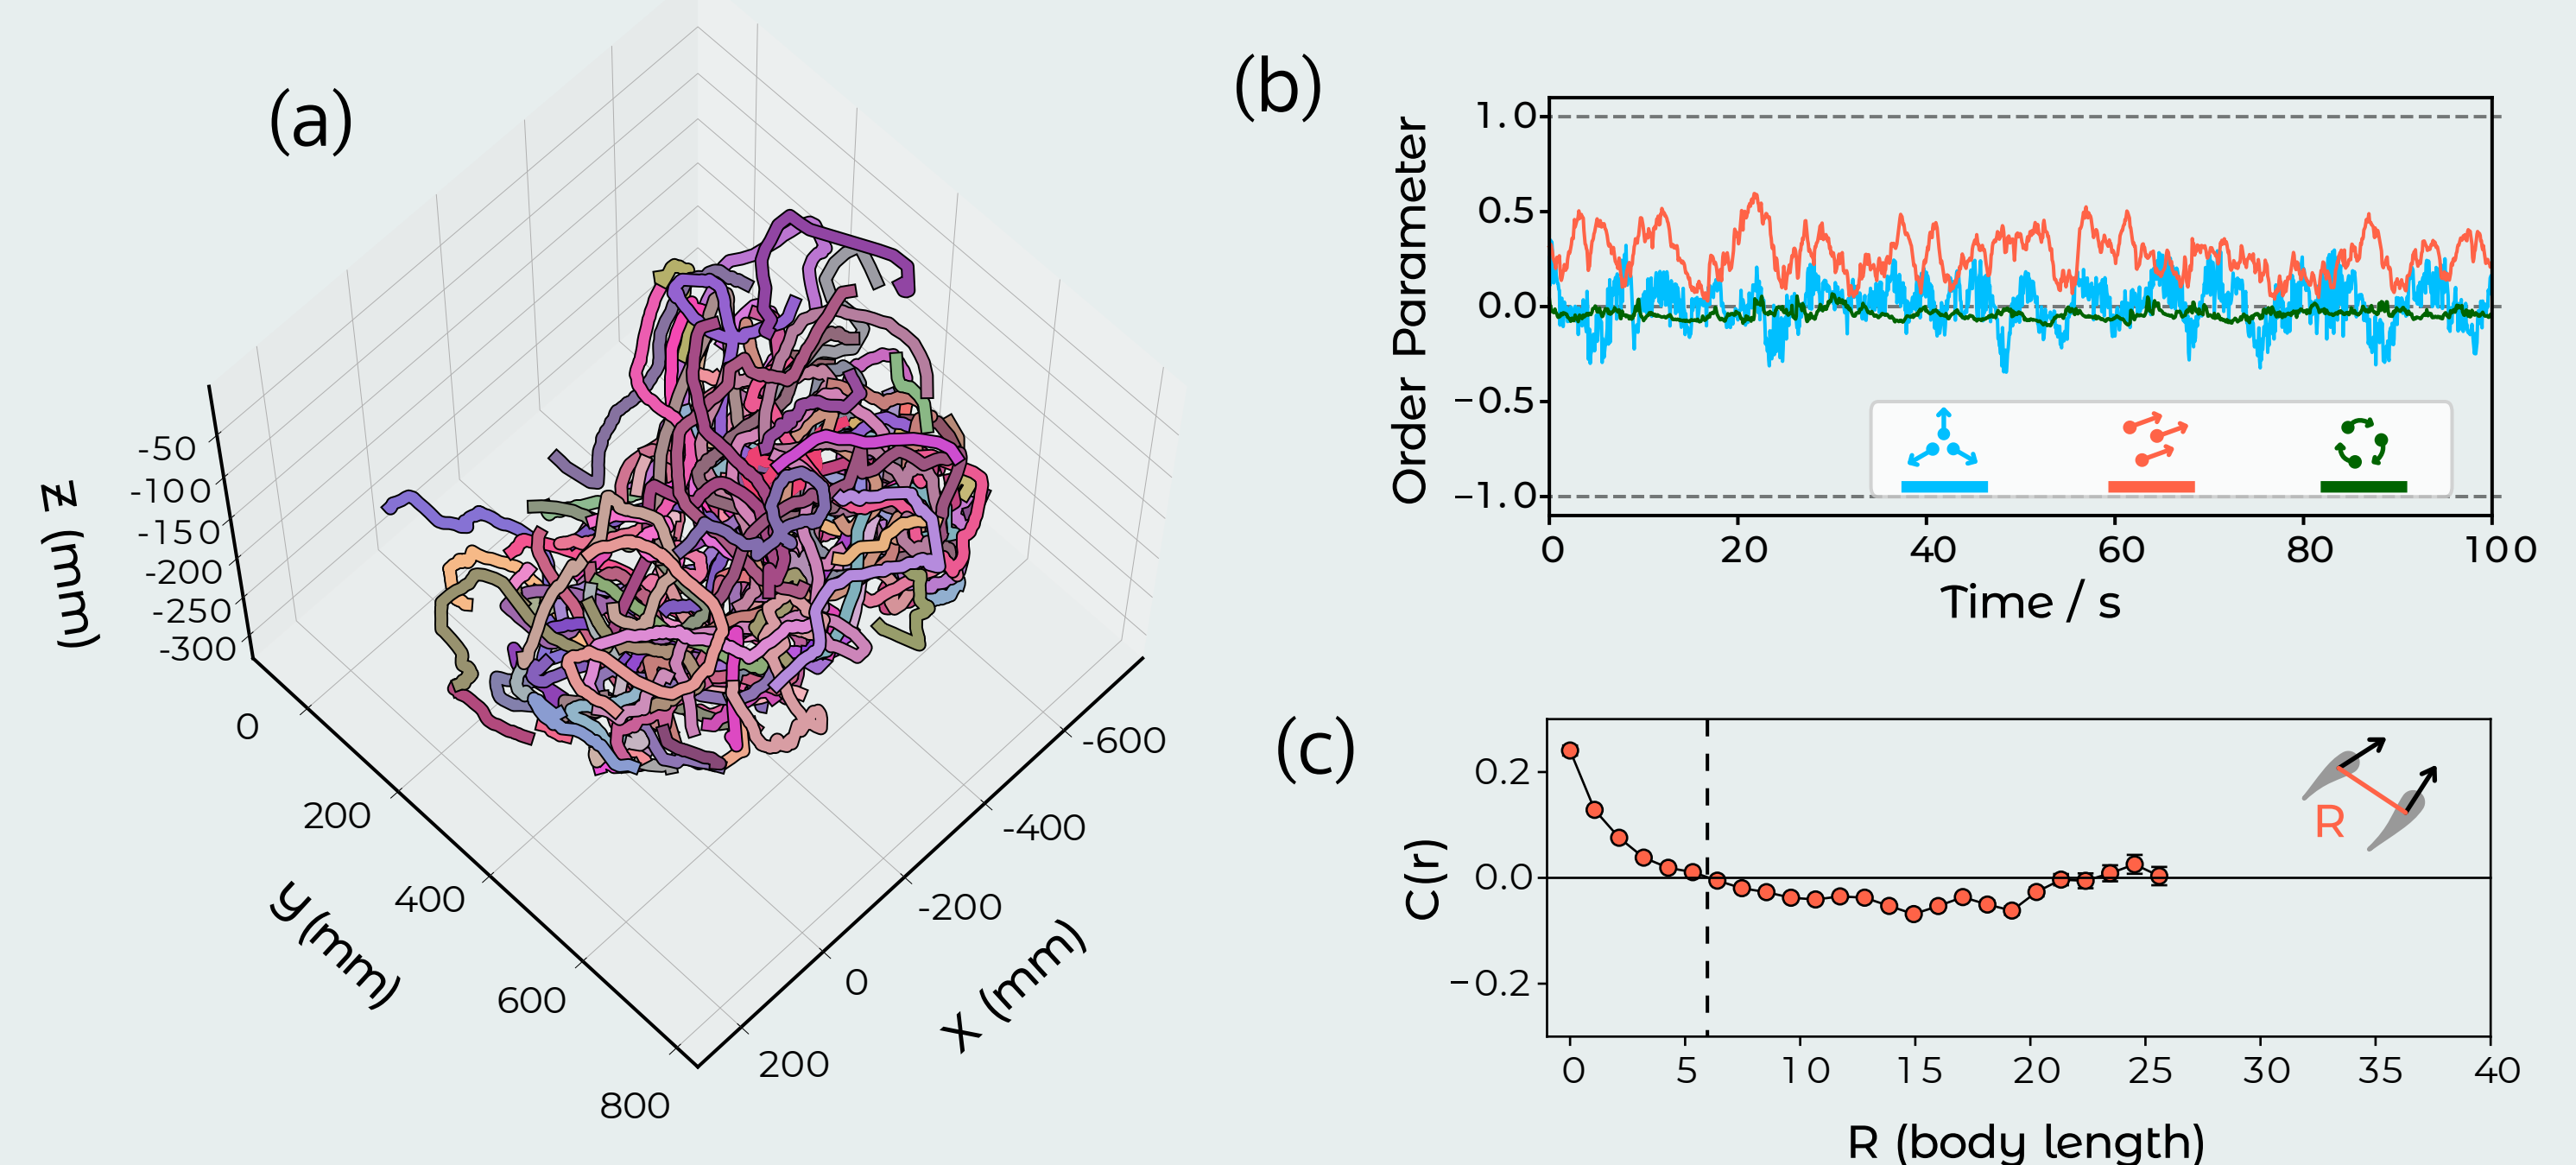 (a)
-50
-100
-150
-200
-250
-300
z (mm)
0
200
400
600
800
y (mm)
-600
-400
-200
0
200
x (mm)
(b)
1.0
0.5
0.0
−0.5
−1.0
Order Parameter
0 20 40 60 80 100
Time / s
(c)
0.2
0.0
−0.2
C(r)
R
0 5 10 15 20 25 30 35 40
R (body length)